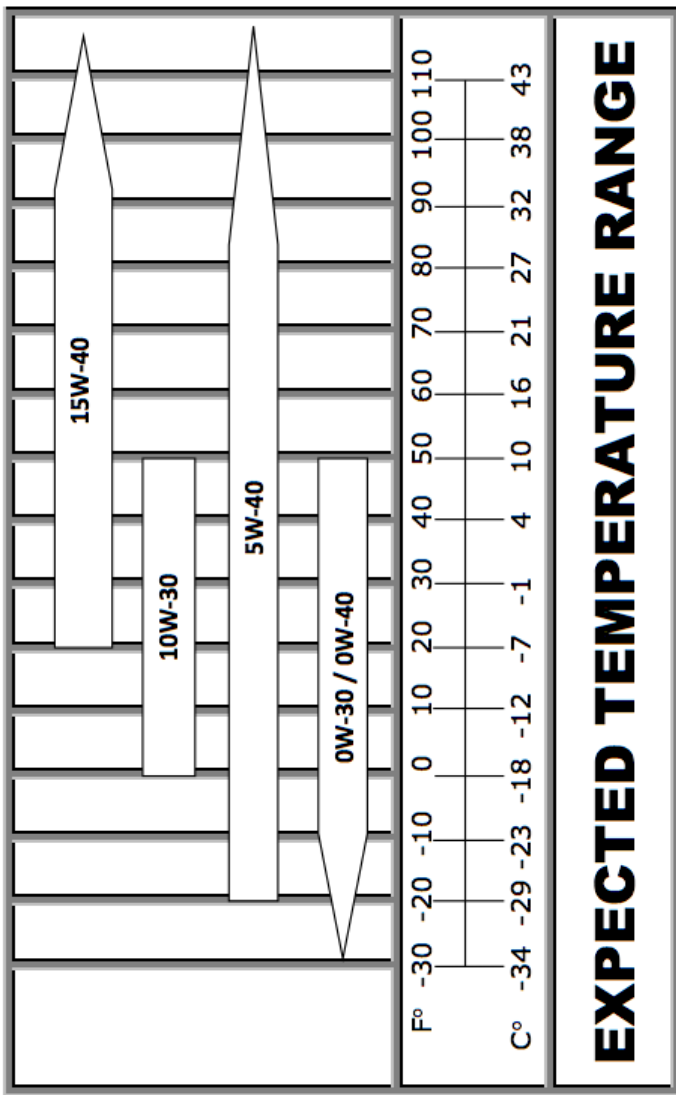 15W-40
10W-30
5W-40
0W-30 / 0W-40
Fº -30 -20 -10 0 10 20 30 40 50 60 70 80 90 100 110
Cº -34 -29 -23 -18 -12 -7 -1 4 10 16 21 27 32 38 43
EXPECTED TEMPERATURE RANGE